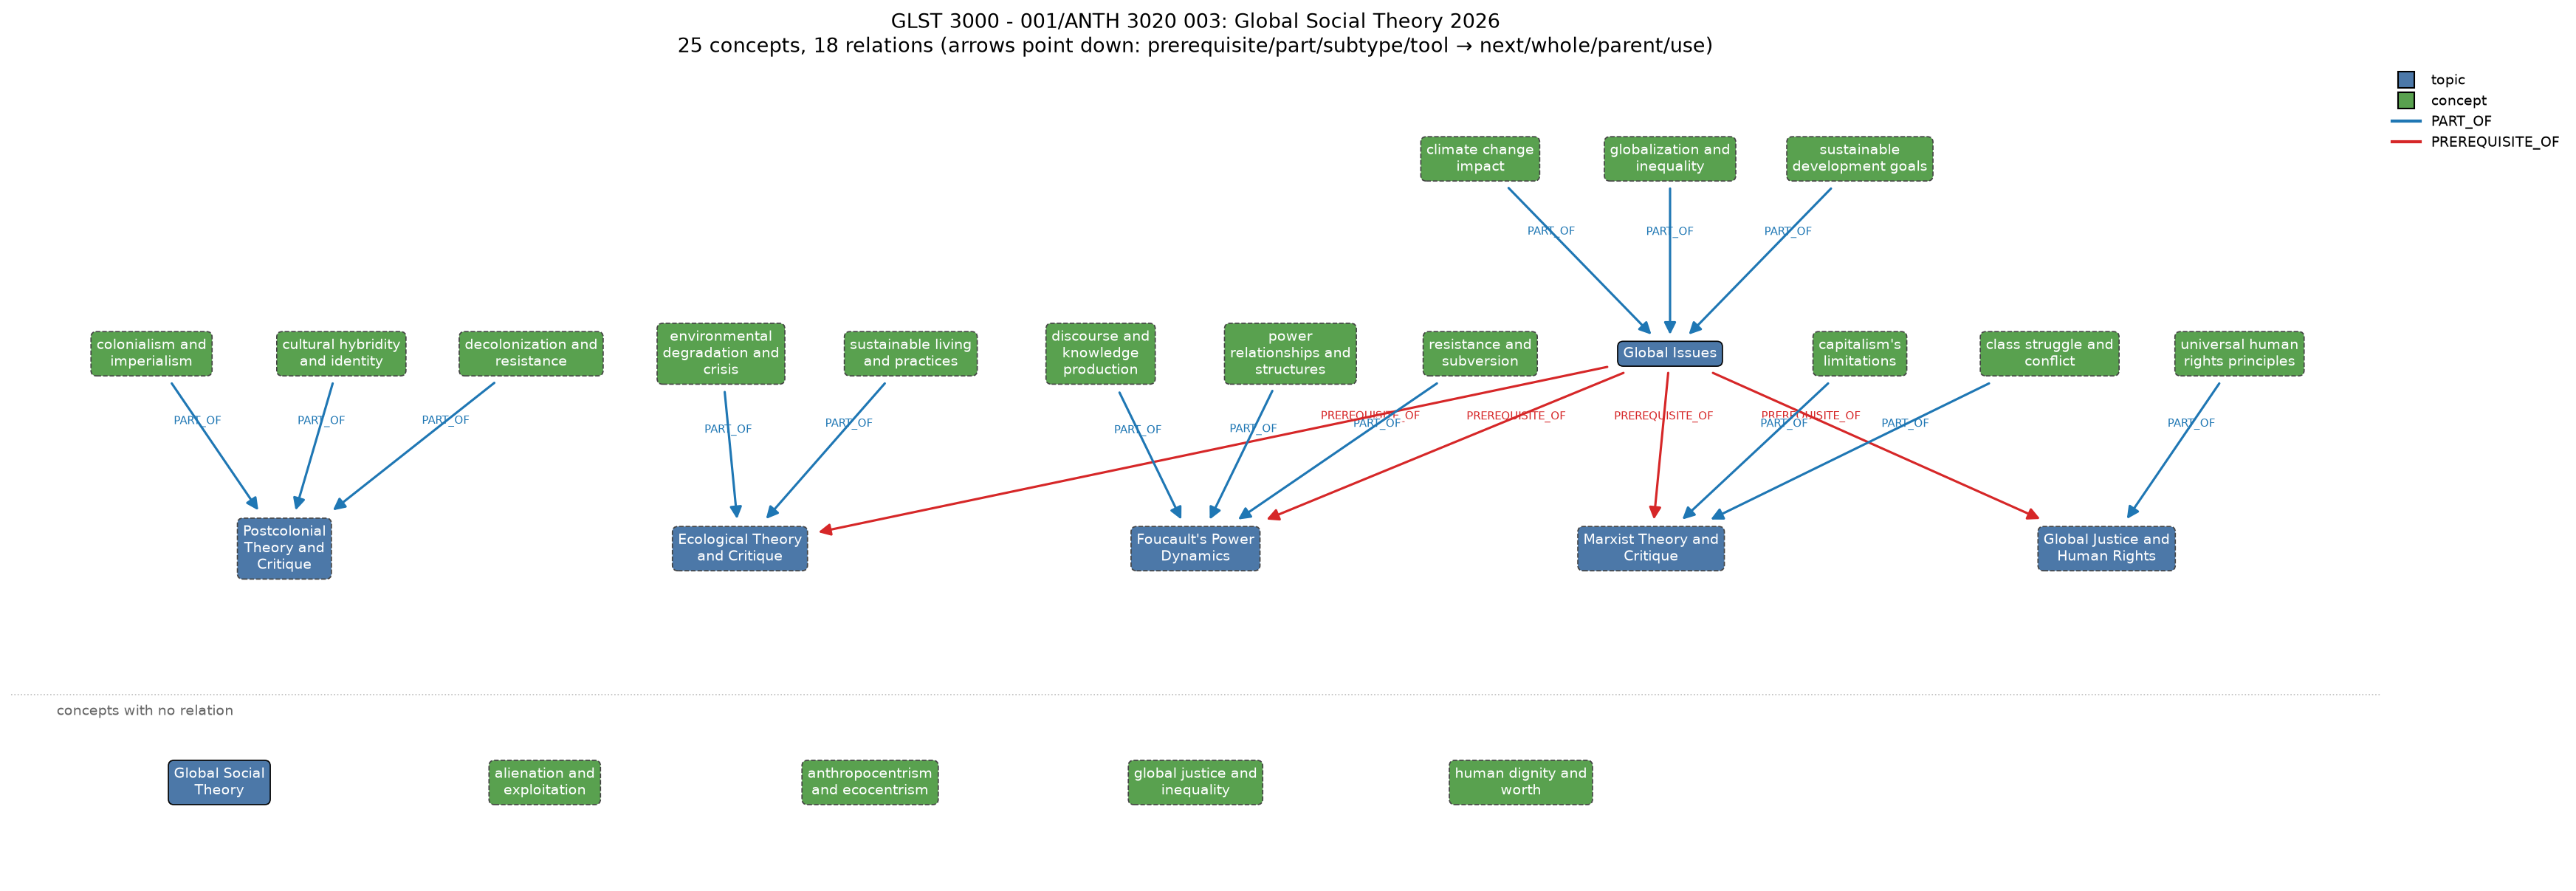 GLST 3000 - 001/ANTH 3020 003: Global Social Theory 2026
25 concepts, 18 relations (arrows point down: prerequisite/part/subtype/tool → next/whole/parent/use)
topic
concept
PART_OF
PREREQUISITE_OF
climate change
impact
globalization and
inequality
sustainable
development goals
PART_OF
PART_OF
PART_OF
colonialism and
imperialism
cultural hybridity
and identity
decolonization and
resistance
environmental
degradation and
crisis
sustainable living
and practices
discourse and
knowledge
production
power
relationships and
structures
resistance and
subversion
Global Issues
capitalism's
limitations
class struggle and
conflict
universal human
rights principles
PART_OF
PART_OF
PART_OF
PART_OF
PART_OF
PART_OF
PART_OF
PREREQUISITE_OF
PART_OF
PREREQUISITE_OF
PREREQUISITE_OF
PREREQUISITE_OF
PART_OF
PART_OF
PART_OF
Postcolonial
Theory and
Critique
Ecological Theory
and Critique
Foucault's Power
Dynamics
Marxist Theory and
Critique
Global Justice and
Human Rights
concepts with no relation
Global Social
Theory
alienation and
exploitation
anthropocentrism
and ecocentrism
global justice and
inequality
human dignity and
worth